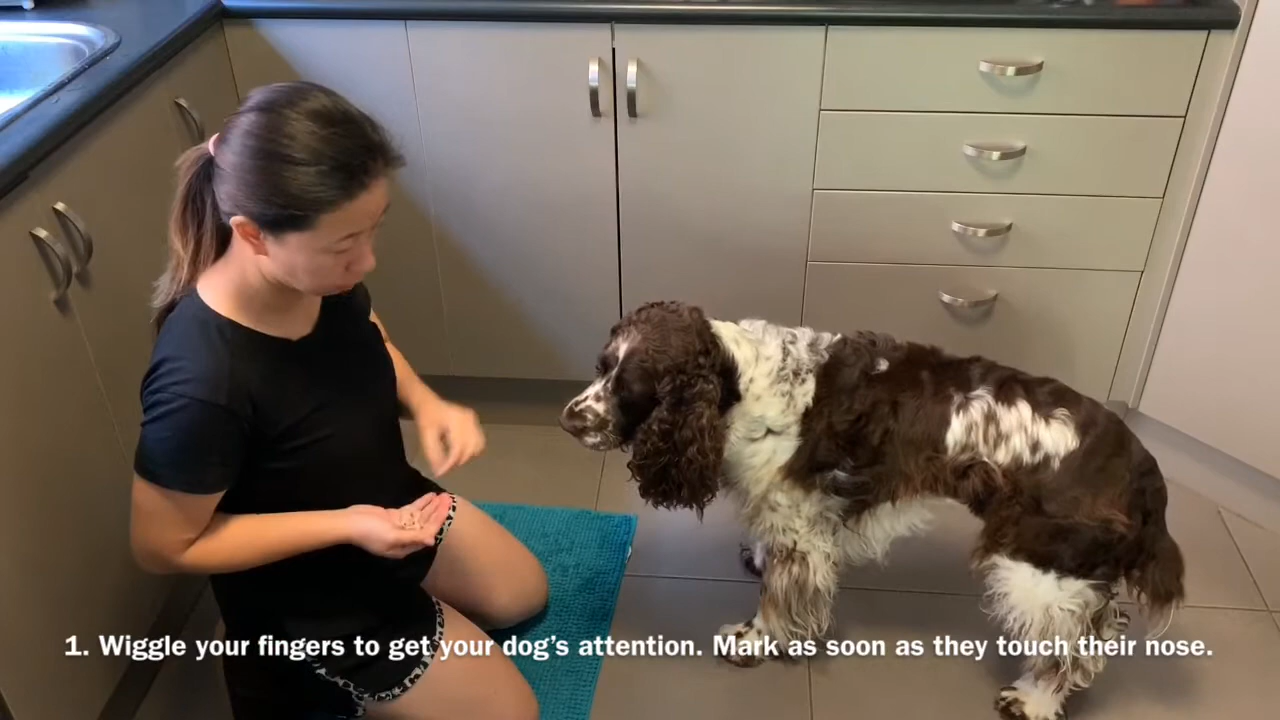 1. Wiggle your fingers to get your dog's attention. Mark as soon as they touch their nose.